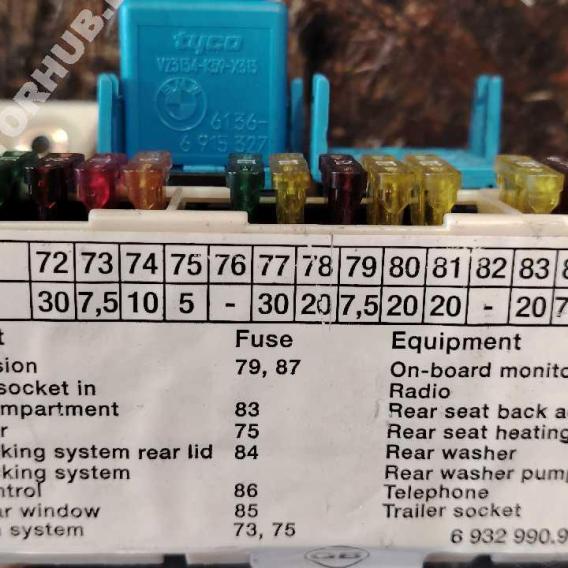 tyco
V23134-K59-X313
6136-
6 915 327
72 73 74 75 76 77 78 79 80 81 82 83
30 7,5 10 5 - 30 20 7,5 20 20 - 20
Fuse Equipment
79, 87 On-board monito
socket in Radio
mpartment 83 Rear seat back a
75 Rear seat heating
king system rear lid 84 Rear washer
king system Rear washer pump
ntrol 86 Telephone
ar window 85 Trailer socket
system 73, 75 6 932 990.9
GB